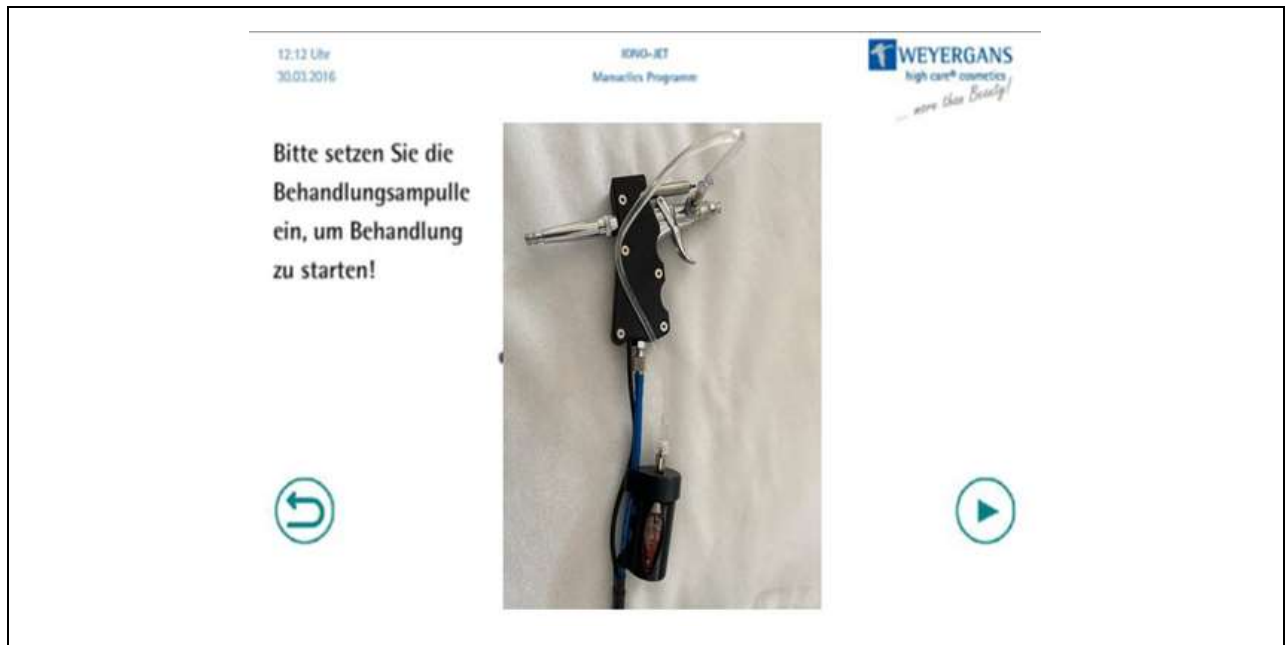 12:12 Uhr
30.03.2016
IONO-JET
Manuelles Programm
WEYERGANS
high care® cosmetics
... more than Beauty!
Bitte setzen Sie die
Behandlungsampulle
ein, um Behandlung
zu starten!